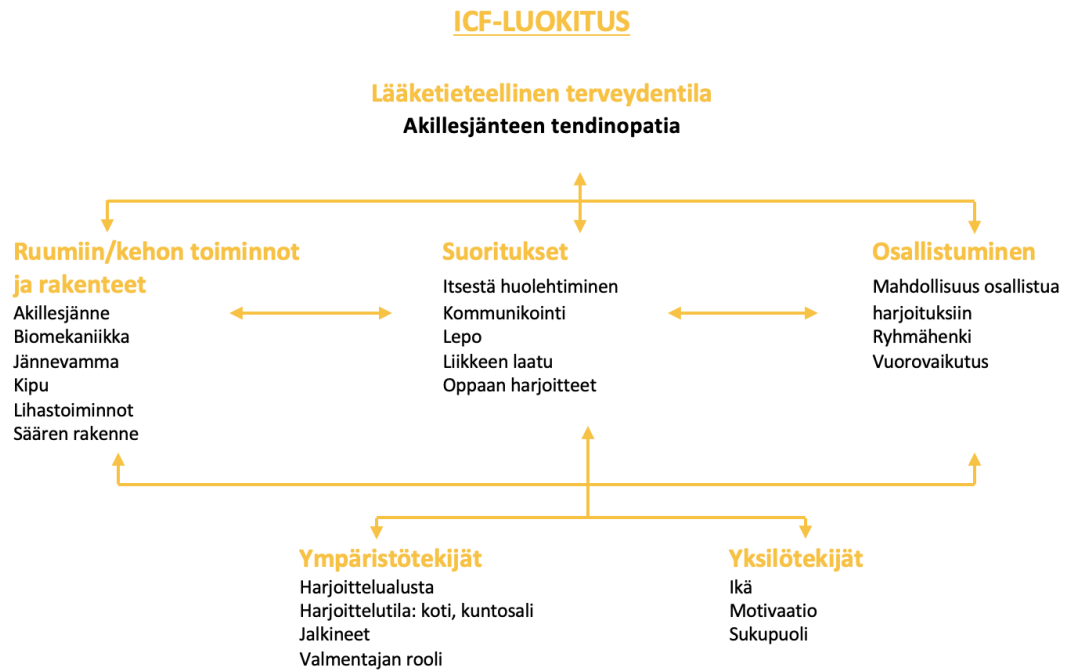 ICF-LUOKITUS
Lääketieteellinen terveydentila
Akillesjänteen tendinopatia
Ruumiin/kehon toiminnot
ja rakenteet
Akillesjänne
Biomekaniikka
Jännevamma
Kipu
Lihastoiminnot
Säären rakenne
Suoritukset
Itsestä huolehtiminen
Kommunikointi
Lepo
Liikkeen laatu
Oppaan harjoitteet
Osallistuminen
Mahdollisuus osallistua
harjoituksiin
Ryhmähenki
Vuorovaikutus
Ympäristötekijät
Harjoittelualusta
Harjoittelutila: koti, kuntosali
Jalkineet
Valmentajan rooli
Yksilötekijät
Ikä
Motivaatio
Sukupuoli